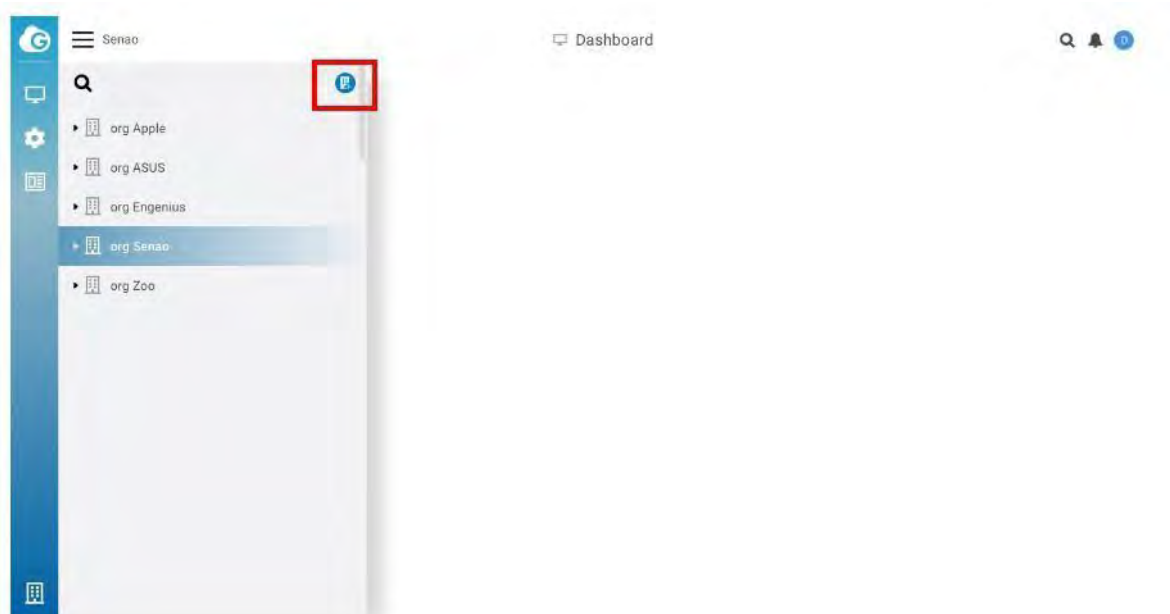 Senao
Dashboard
D
org Apple
org ASUS
org Engenius
org Senao
org Zoo